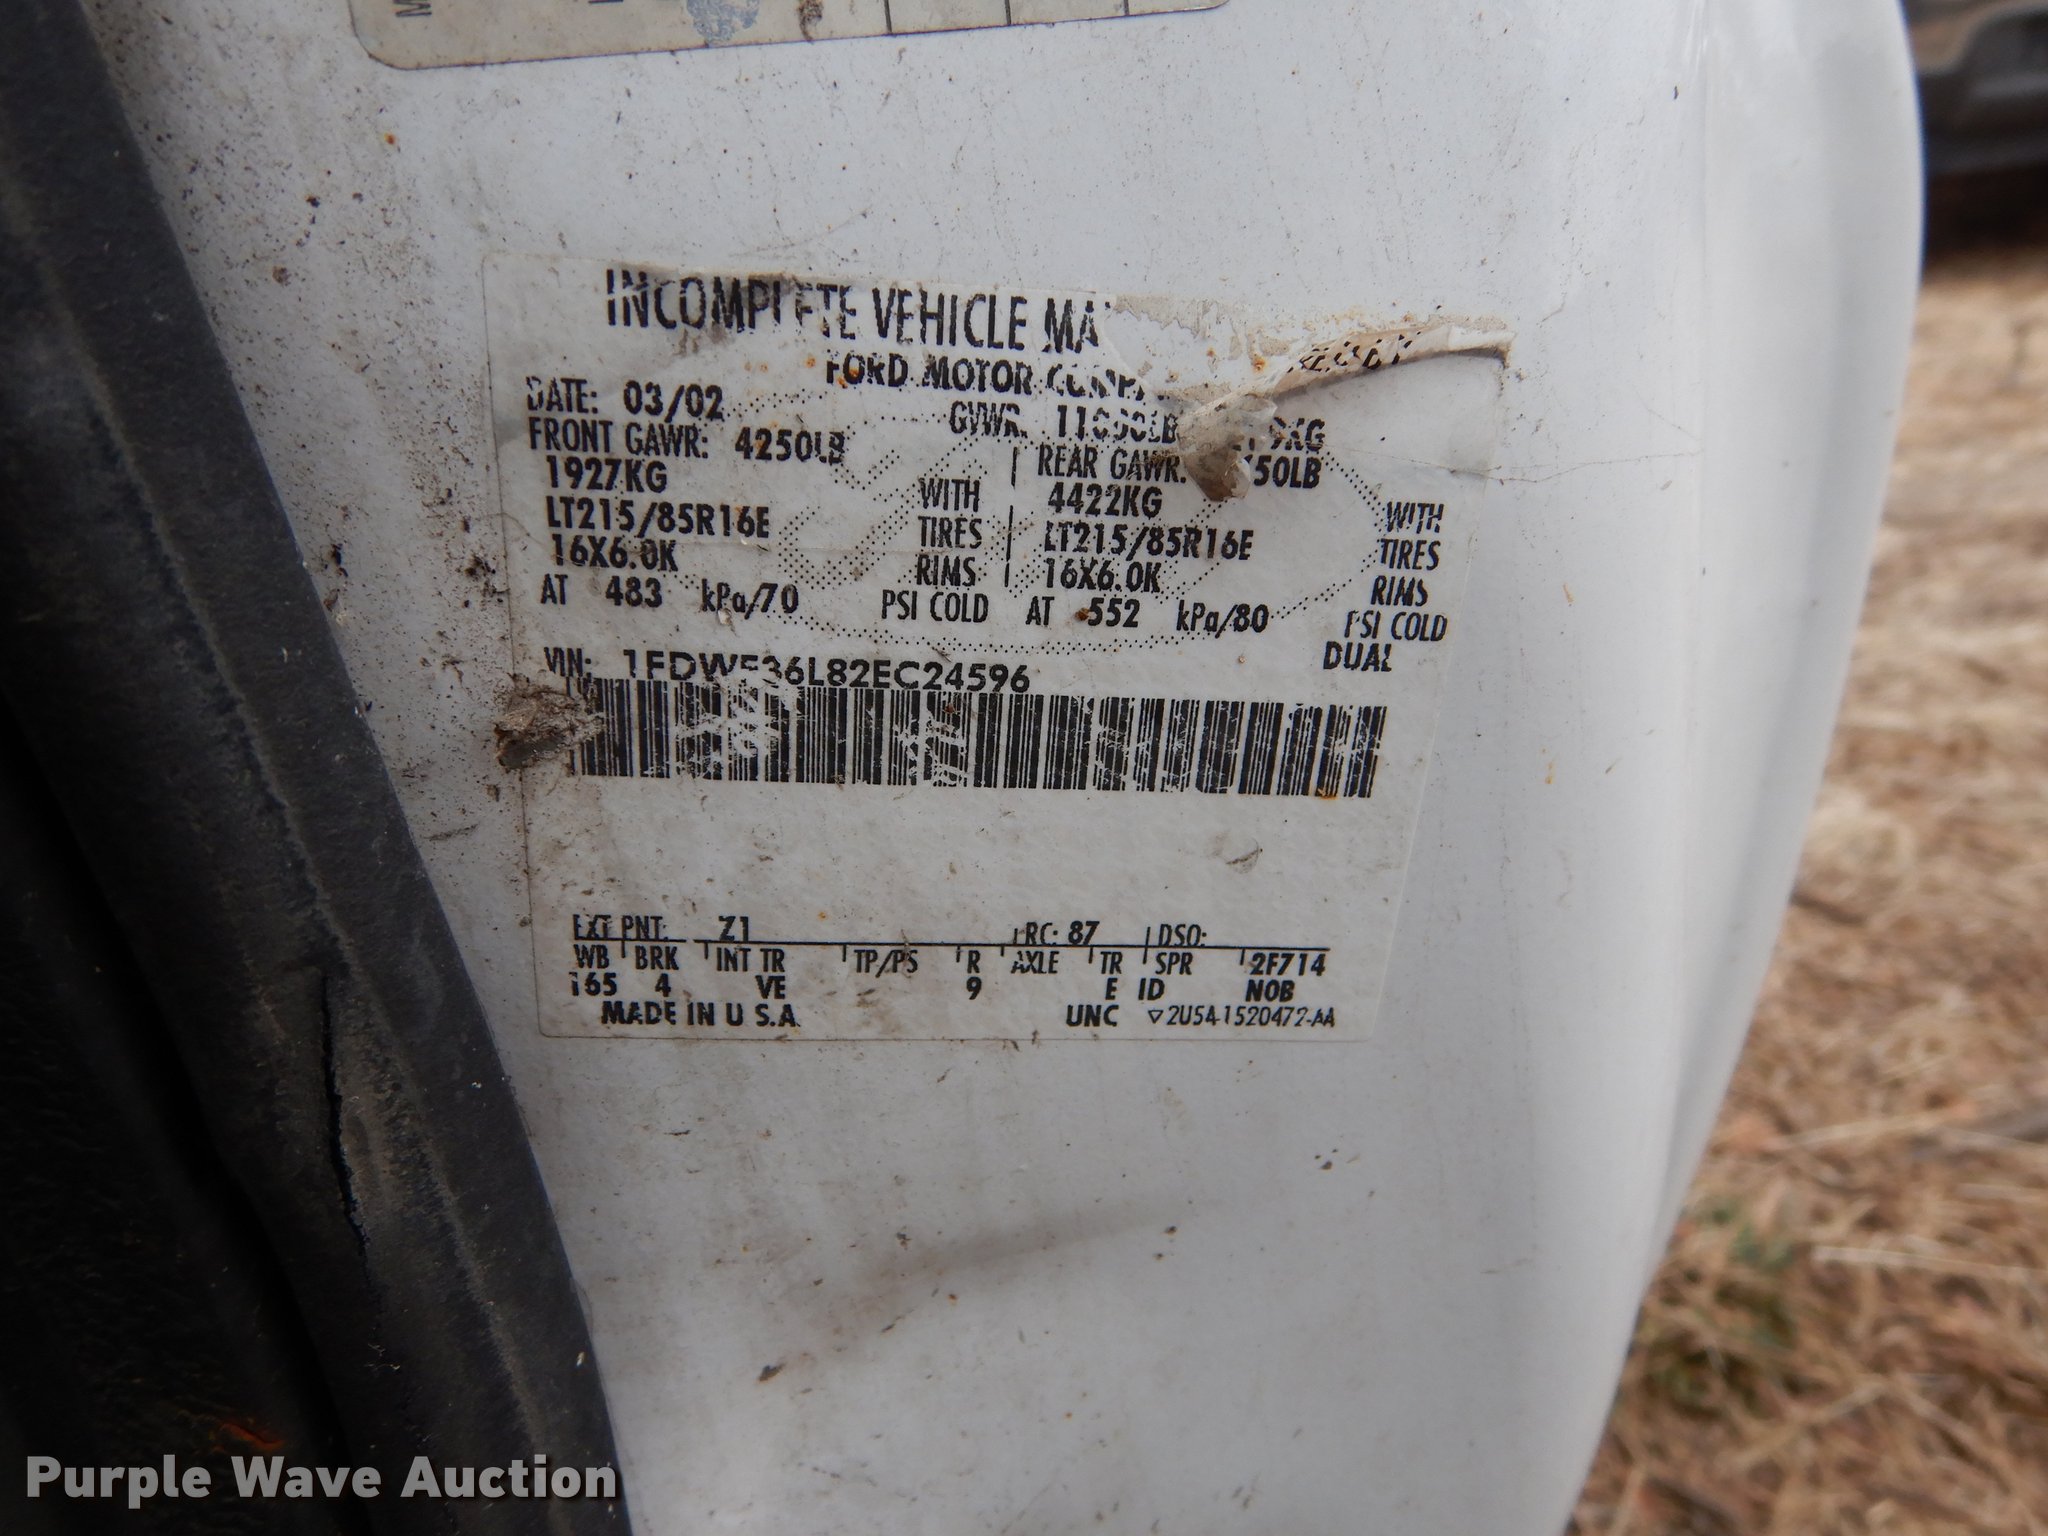 INCOMPLETE VEHICLE
FORD MOTOR
DATE: 03/02 GVWR:
FRONT GAWR: 4250LB REAR GAWR:
1927KG WITH 4422KG WITH
LT215/85R16E TIRES LT215/85R16E TIRES
16X6.0K RIMS 16X6.0K RIMS
AT 483 kPa/70 PSI COLD AT 552 kPa/80 PSI COLD
DUAL
VIN: 1FDWF36L82EC24596
EXT PNT: Z1 RC: 87 DSO:
WB BRK INT TR TP/PS R AXLE TR SPR 2F714
165 4 VE 9 E ID NOB
MADE IN U.S.A. UNC ▽2U5A-1520472-AA
Purple Wave Auction